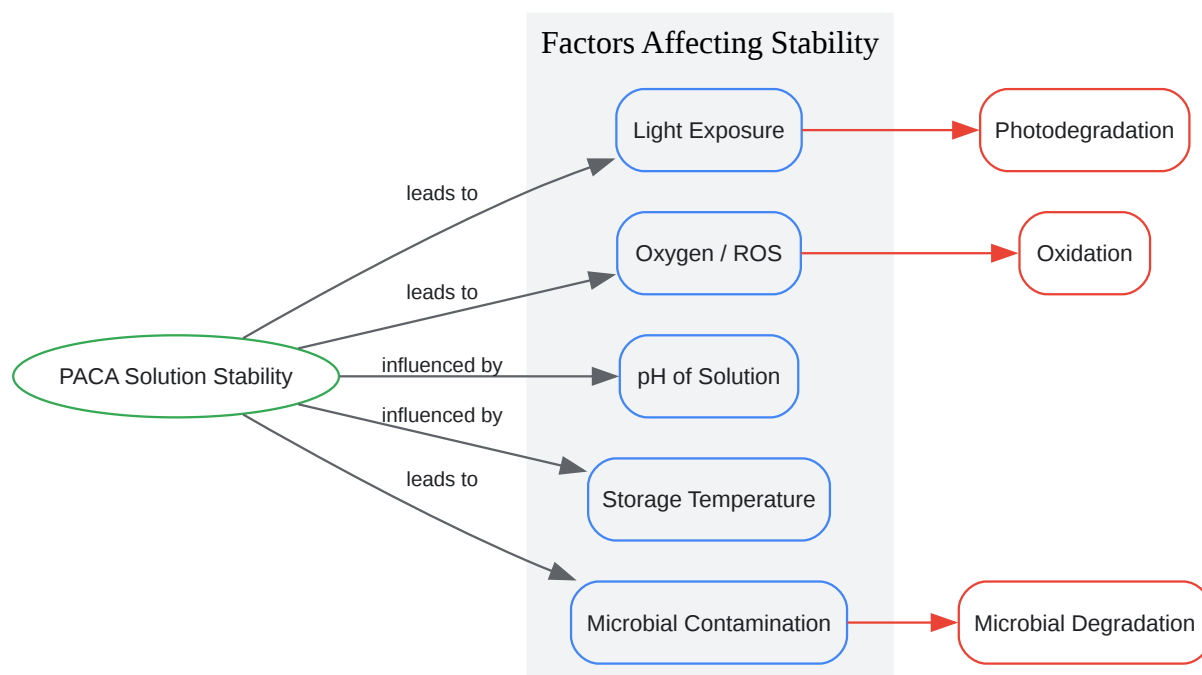 Factors Affecting Stability
Light Exposure
Photodegradation
leads to
Oxygen / ROS
Oxidation
leads to
PACA Solution Stability
influenced by
pH of Solution
influenced by
Storage Temperature
leads to
Microbial Contamination
Microbial Degradation